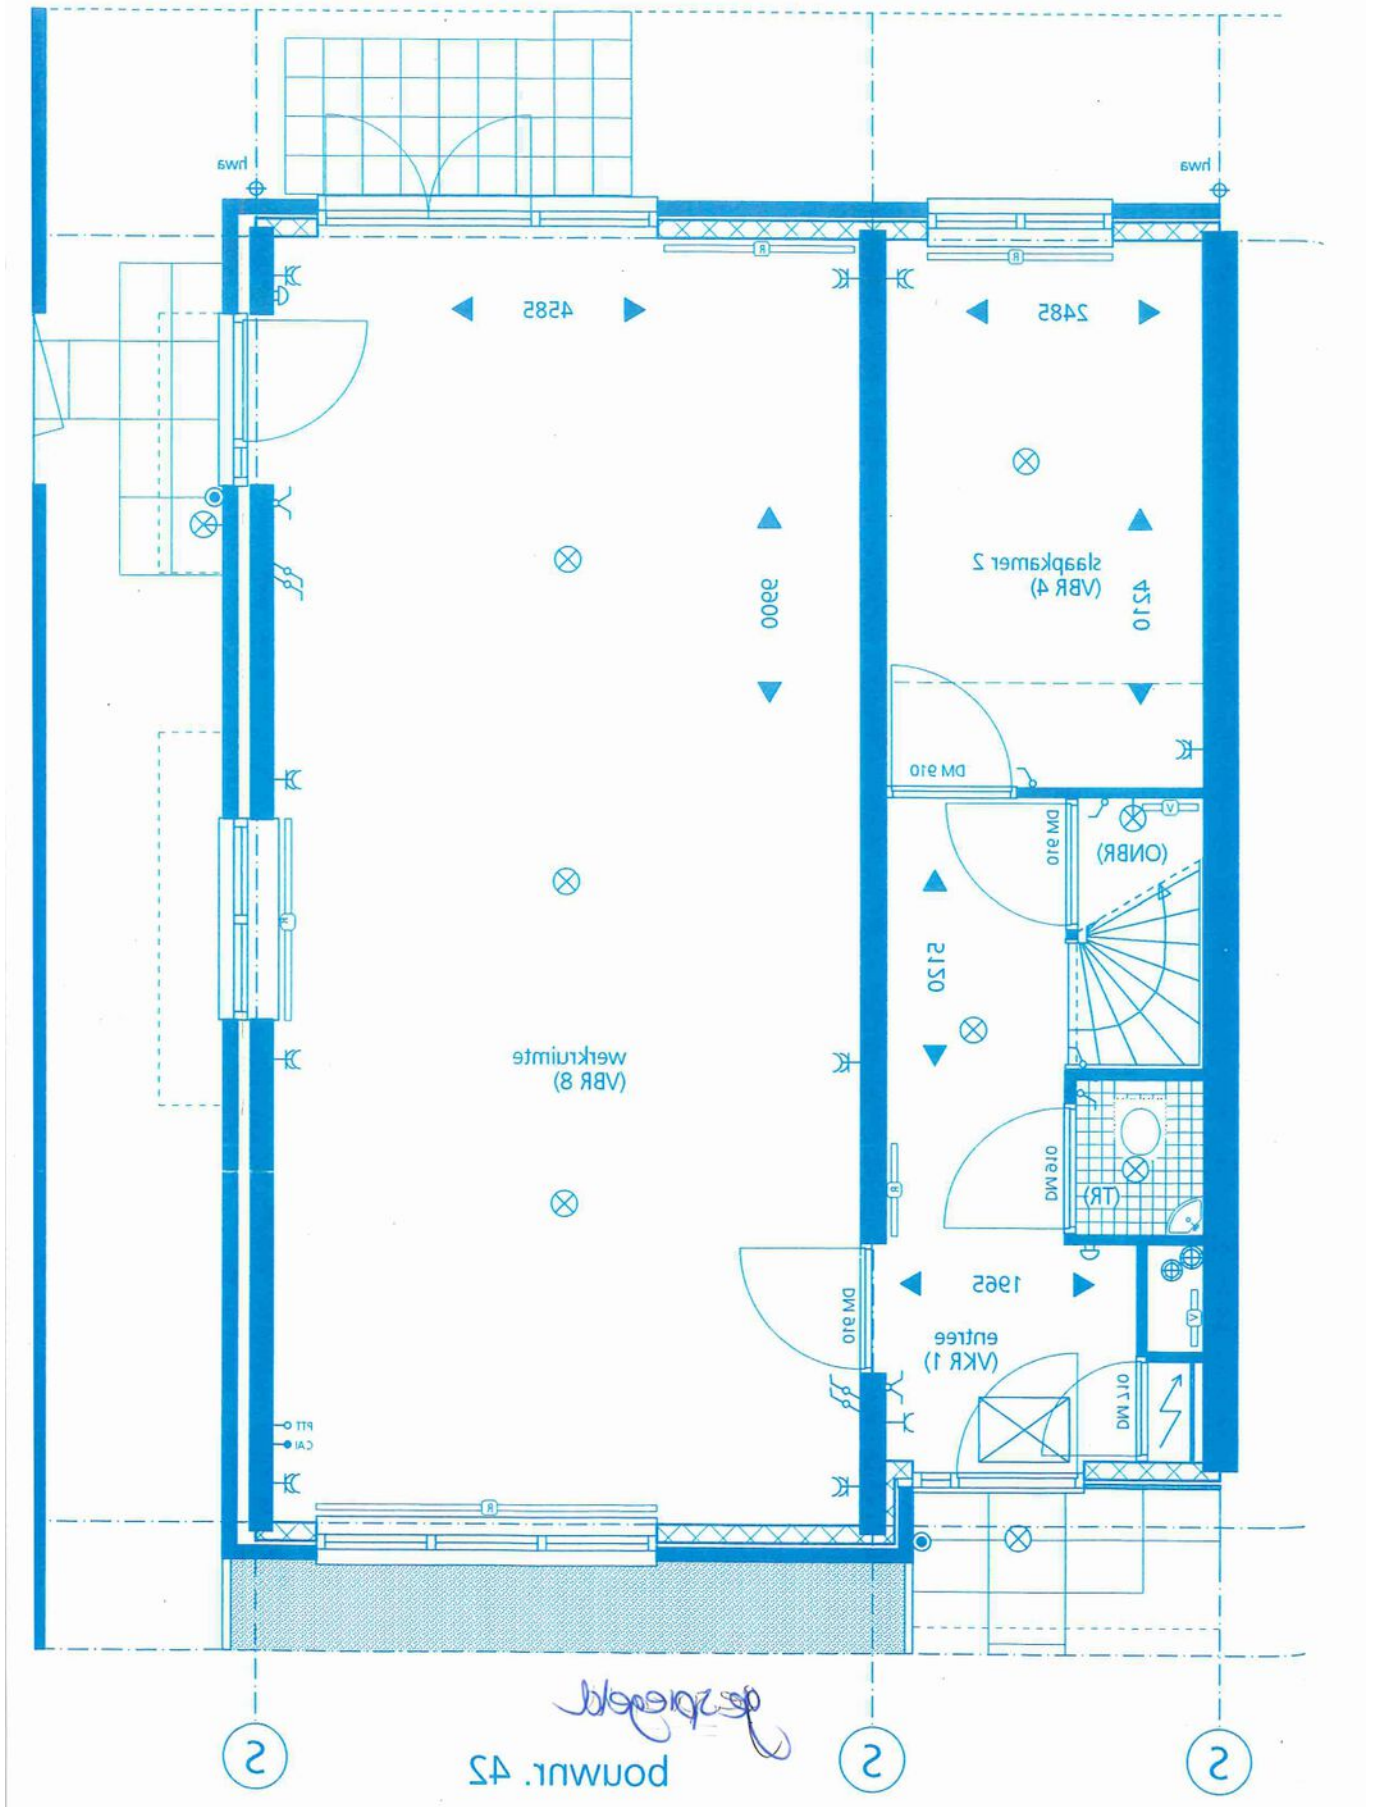 hwa
hwa
R
R
4585
2485
9900
slaapkamer 2
(VBR 4)
4210
DM 910
DM 910
V
(ONBR)
R
5120
werkruimte
(VBR 8)
DM 910
(TR)
R
1965
V
DM 910
entree
(VKR 1)
DM 710
PTT
CAI
R
gespiegeld
bouwnr. 42
S
S
S